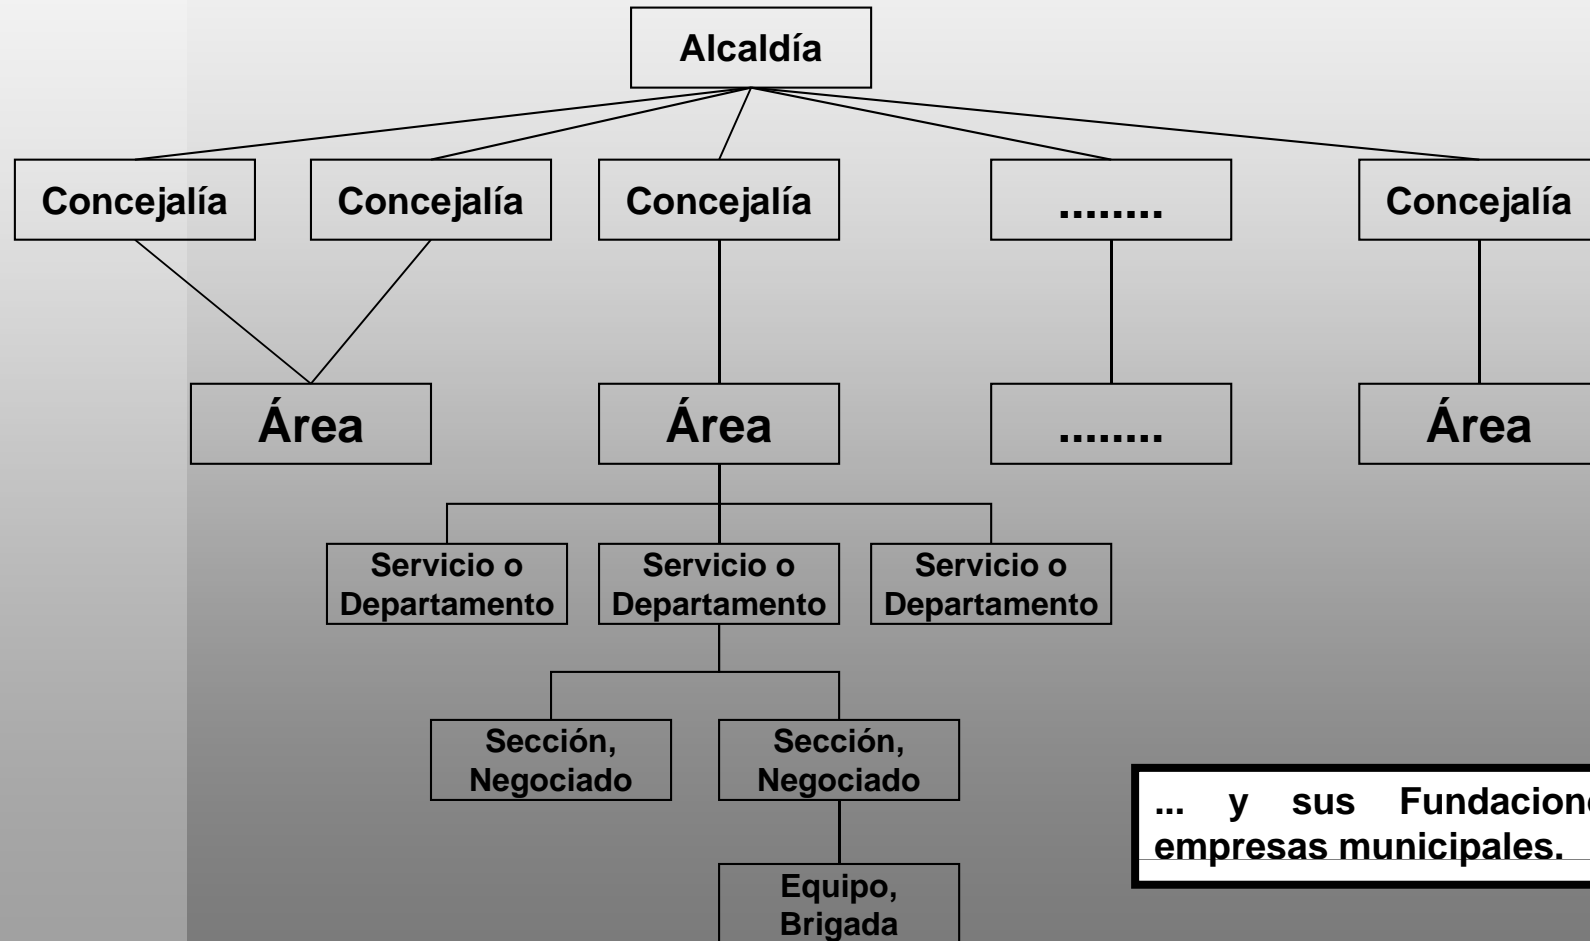 Alcaldía
Concejalía
Concejalía
Concejalía
........
Concejalía
Área
Área
........
Área
Servicio o
Departamento
Servicio o
Departamento
Servicio o
Departamento
Sección,
Negociado
Sección,
Negociado
... y sus
empresas municipales.
Equipo,
Brigada